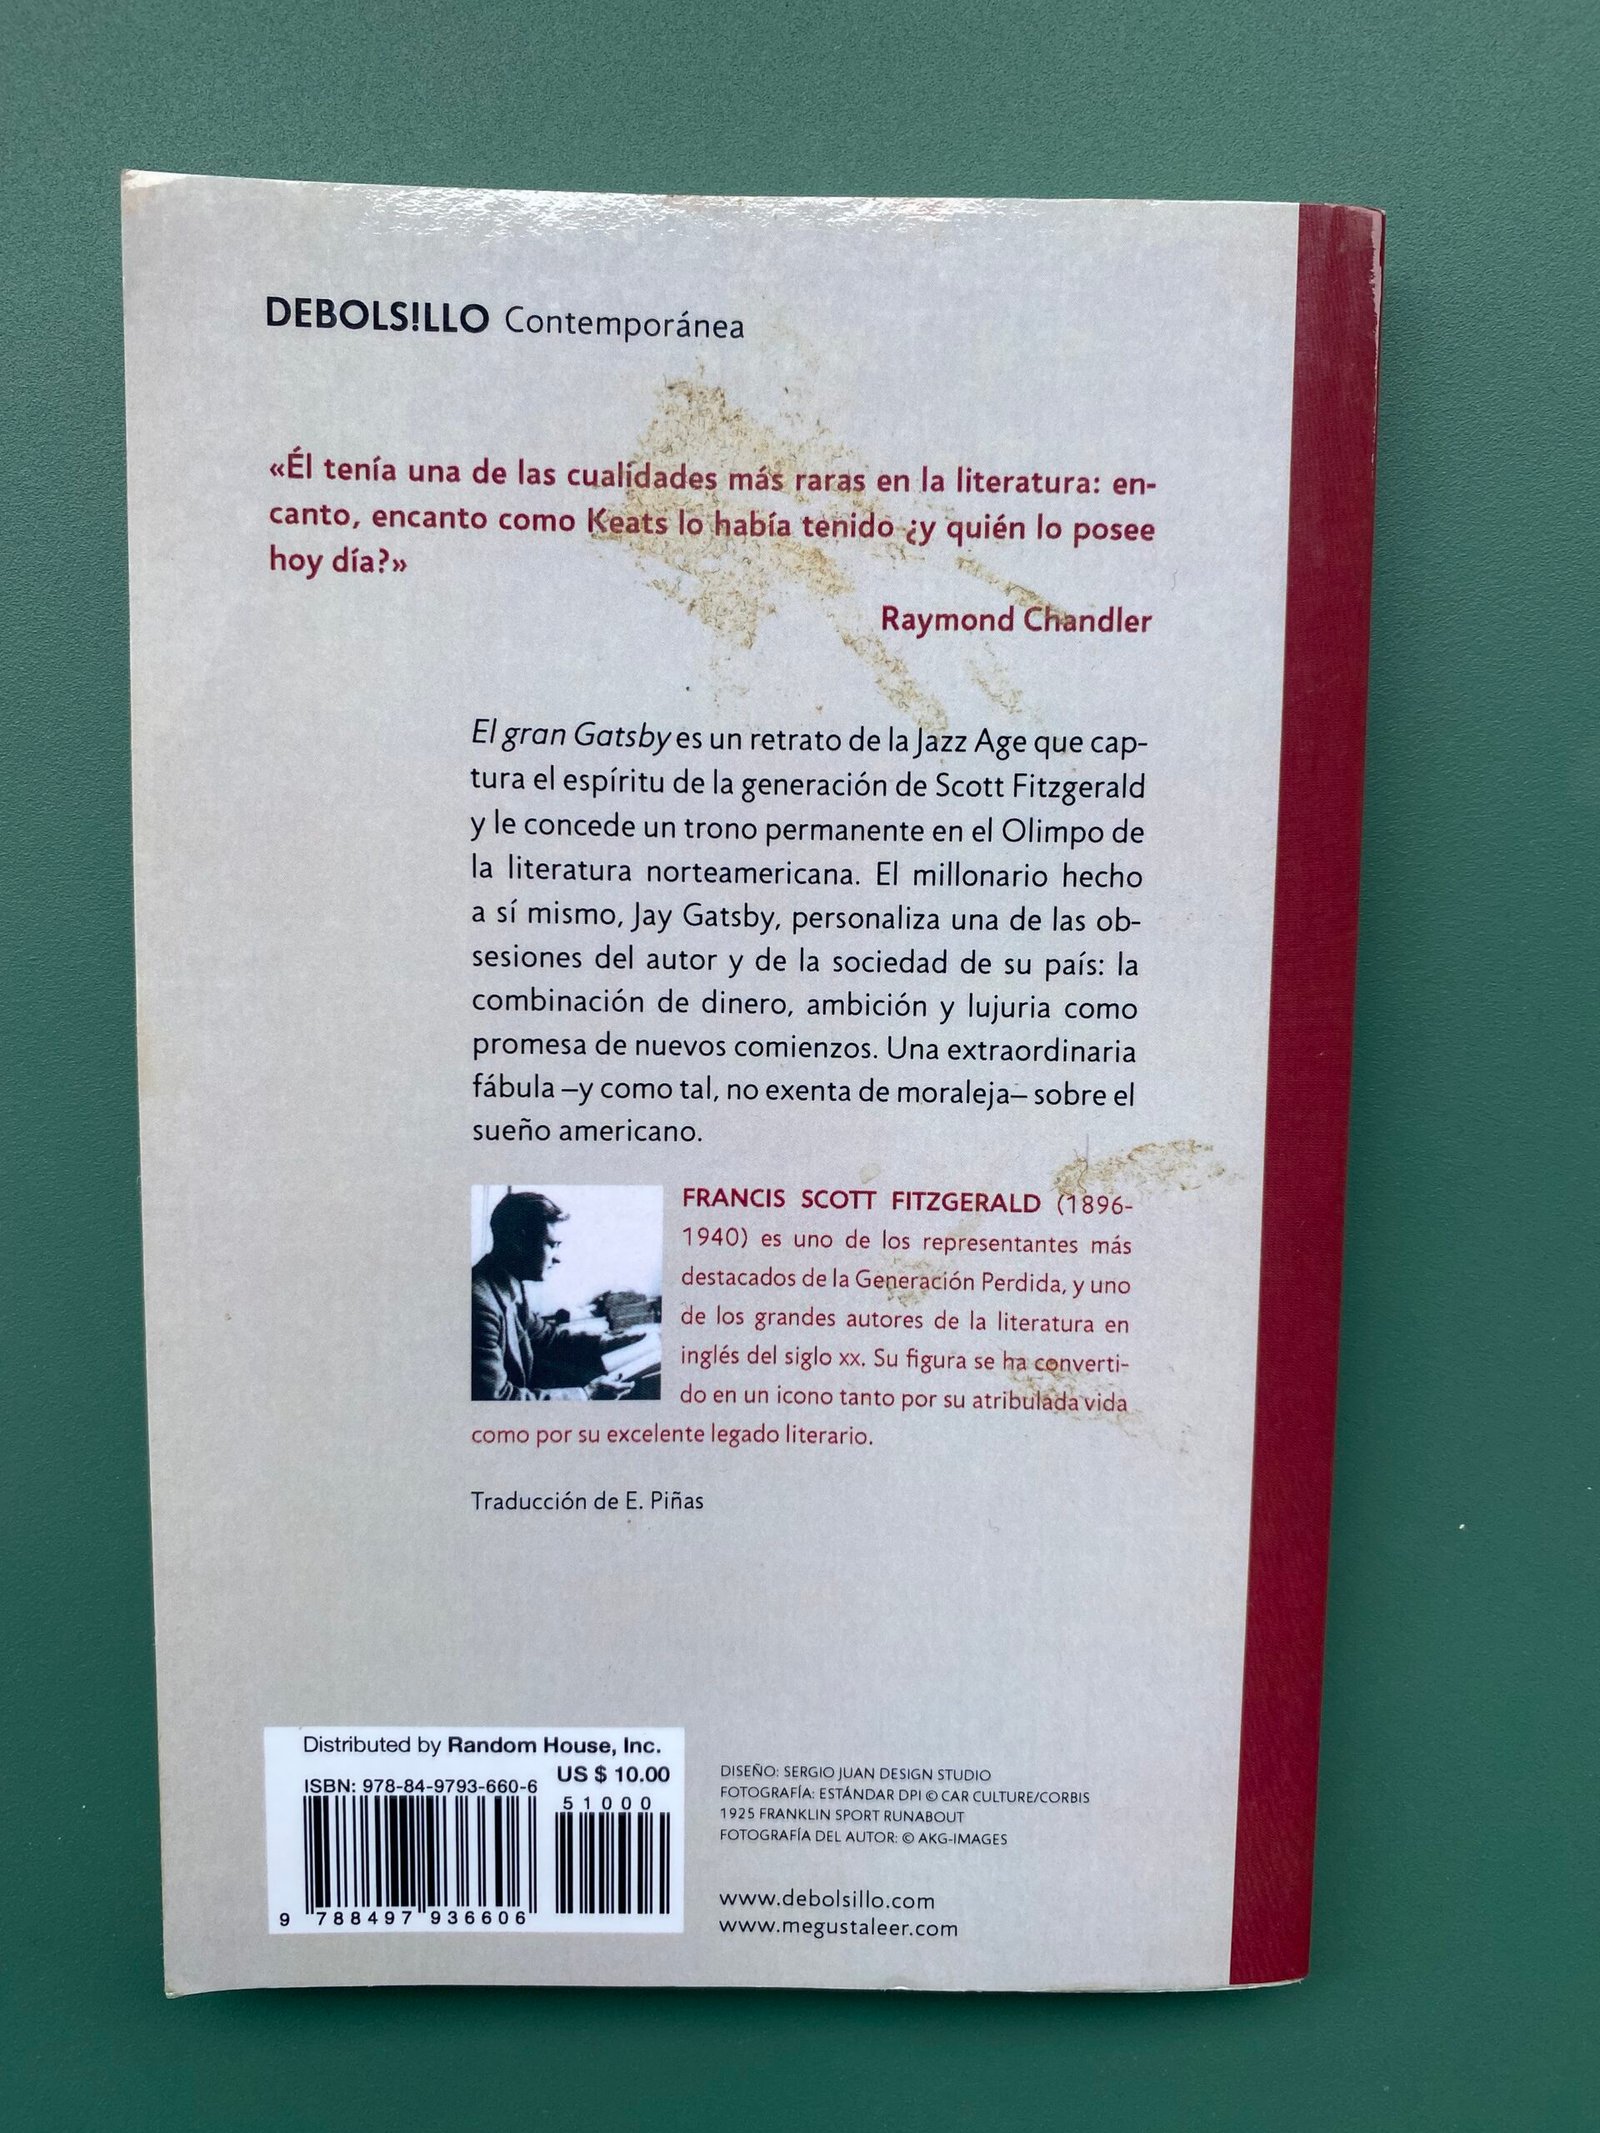 DEBOLS!LLO Contemporánea
«Él tenía una de las cualidades más raras en la literatura: en-
canto, encanto como Keats lo había tenido ¿y quién lo posee
hoy día?»
Raymond Chandler
El gran Gatsby es un retrato de la Jazz Age que cap-
tura el espíritu de la generación de Scott Fitzgerald
y le concede un trono permanente en el Olimpo de
la literatura norteamericana. El millonario hecho
a sí mismo, Jay Gatsby, personaliza una de las ob-
sesiones del autor y de la sociedad de su país: la
combinación de dinero, ambición y lujuria como
promesa de nuevos comienzos. Una extraordinaria
fábula –y como tal, no exenta de moraleja– sobre el
sueño americano.
FRANCIS SCOTT FITZGERALD (1896-
1940) es uno de los representantes más
destacados de la Generación Perdida, y uno
de los grandes autores de la literatura en
inglés del siglo XX. Su figura se ha converti-
do en un icono tanto por su atribulada vida
como por su excelente legado literario.
Traducción de E. Piñas
Distributed by Random House, Inc.
US $ 10.00
ISBN: 978-84-9793-660-6
51000
9 788497 936606
DISEÑO: SERGIO JUAN DESIGN STUDIO
FOTOGRAFÍA: ESTÁNDAR DPI © CAR CULTURE/CORBIS
1925 FRANKLIN SPORT RUNABOUT
FOTOGRAFÍA DEL AUTOR: © AKG-IMAGES
www.debolsillo.com
www.megustaleer.com